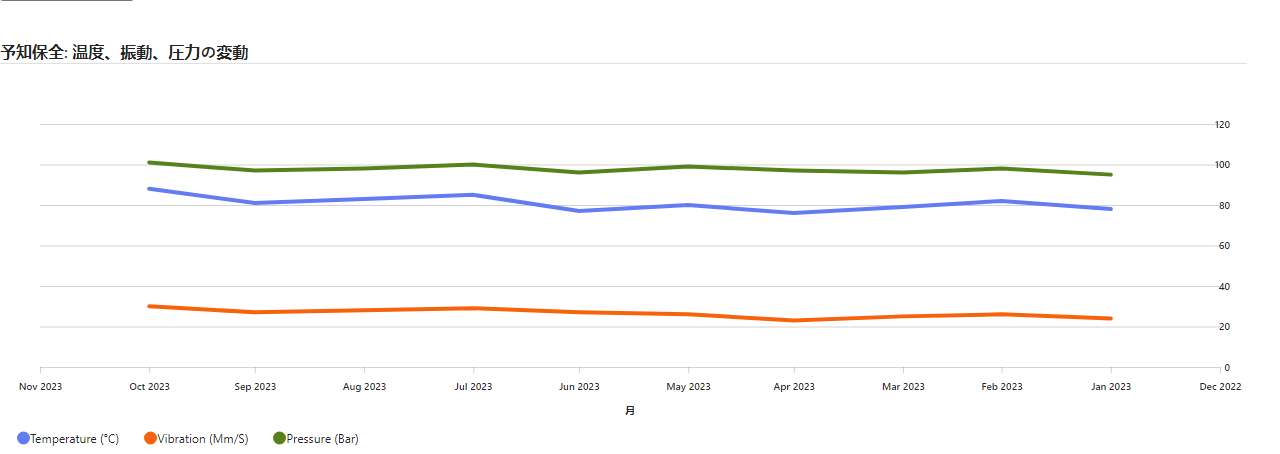 予知保全: 温度、振動、圧力の変動
120
100
80
60
40
20
0
Nov 2023 Oct 2023 Sep 2023 Aug 2023 Jul 2023 Jun 2023 May 2023 Apr 2023 Mar 2023 Feb 2023 Jan 2023 Dec 2022
月
Temperature (°C) Vibration (Mm/S) Pressure (Bar)